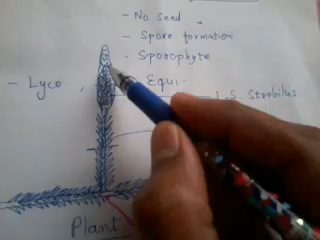 - No Seed
- Spore formation
- Sporophyte
- Lyco , Equi-
L.S Strobilus
Plant